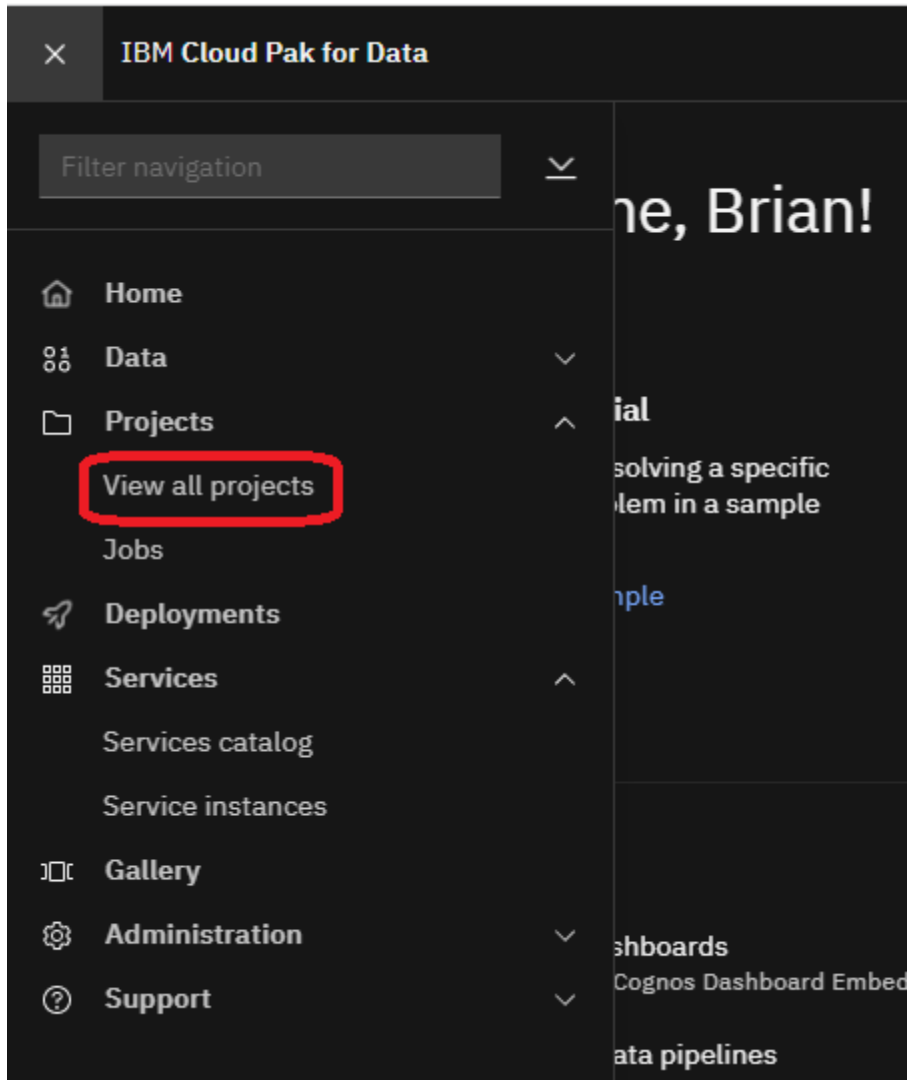 IBM Cloud Pak for Data
Filter navigation
Home
Data
Projects
View all projects
Jobs
Deployments
Services
Services catalog
Service instances
Gallery
Administration
Support
ne, Brian!
ial
solving a specific
lem in a sample
nple
shboards
Cognos Dashboard Embed
ata pipelines